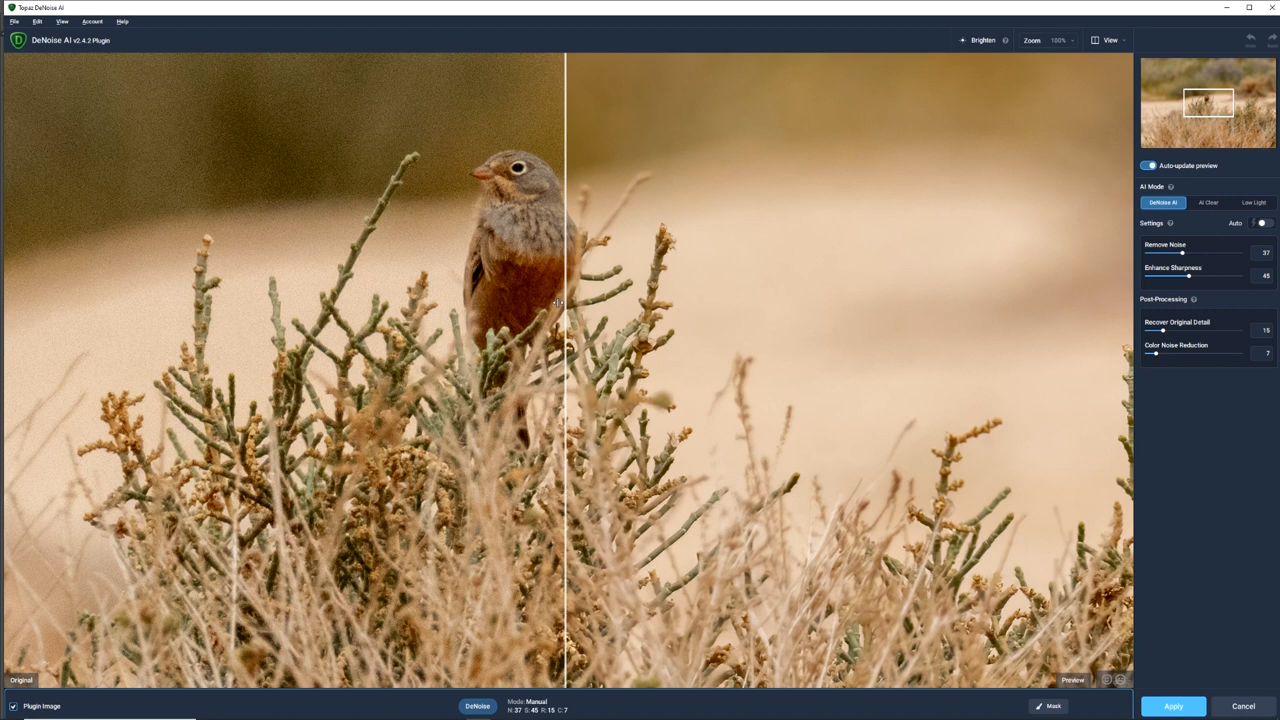 Topaz DeNoise AI
File Edit View Account Help
DeNoise AI v2.4.2 Plugin
Brighten
Zoom 100%
View
Auto-update preview
AI Mode
DeNoise AI AI Clear Low Light
Settings Auto
Remove Noise 37
Enhance Sharpness 45
Post-Processing
Recover Original Detail 15
Color Noise Reduction 7
Original
Preview
Plugin Image
DeNoise
Mode: Manual
N: 37 S: 45 R: 15 C: 7
Mask
Apply
Cancel